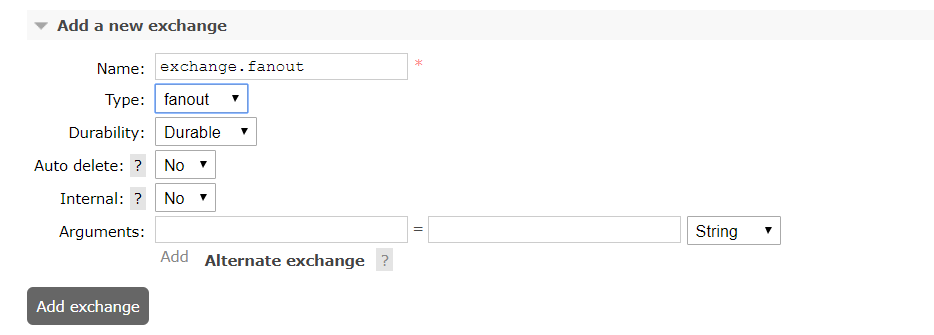 Add a new exchange
Name: exchange.fanout *
Type: fanout
Durability: Durable
Auto delete: ? No
Internal: ? No
Arguments: = String
Add Alternate exchange ?
Add exchange